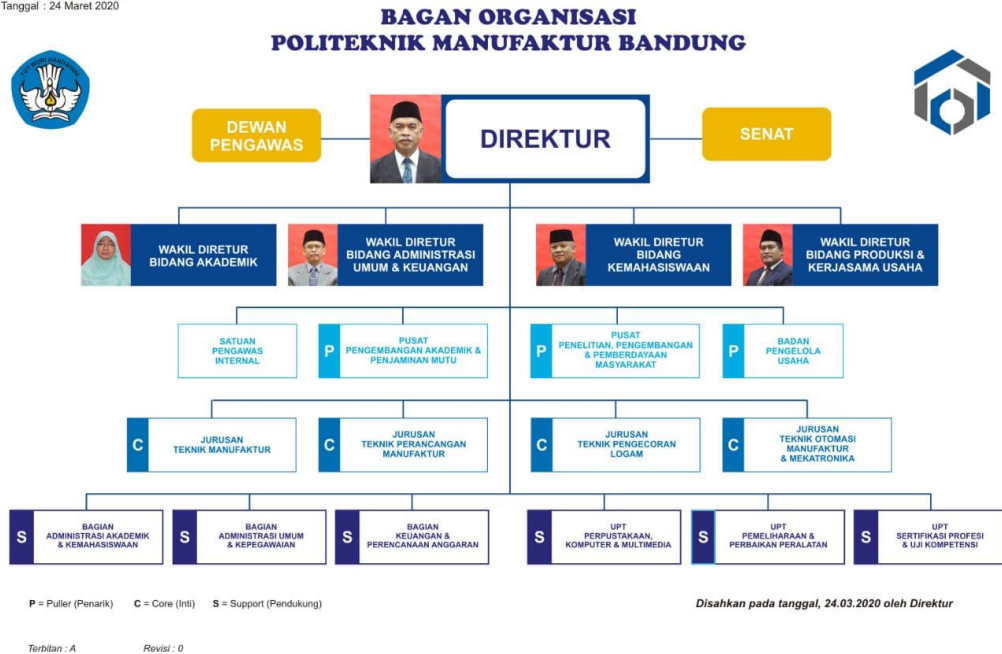 Tanggal : 24 Maret 2020
BAGAN ORGANISASI
POLITEKNIK MANUFAKTUR BANDUNG
TUT WURI HANDAYANI
DEWAN
PENGAWAS
DIREKTUR
SENAT
WAKIL DIRETUR
BIDANG AKADEMIK
WAKIL DIRETUR
BIDANG ADMINISTRASI
UMUM & KEUANGAN
WAKIL DIRETUR
BIDANG
KEMAHASISWAAN
WAKIL DIRETUR
BIDANG PRODUKSI &
KERJASAMA USAHA
SATUAN
PENGAWAS
INTERNAL
P
PUSAT
PENGEMBANGAN AKADEMIK &
PENJAMINAN MUTU
P
PUSAT
PENELITIAN, PENGEMBANGAN
& PEMBERDAYAAN
MASYARAKAT
P
BADAN
PENGELOLA
USAHA
C
JURUSAN
TEKNIK MANUFAKTUR
C
JURUSAN
TEKNIK PERANCANGAN
MANUFAKTUR
C
JURUSAN
TEKNIK PENGECORAN
LOGAM
C
JURUSAN
TEKNIK OTOMASI
MANUFAKTUR
& MEKATRONIKA
S
BAGIAN
ADMINISTRASI AKADEMIK
& KEMAHASISWAAN
S
BAGIAN
ADMINISTRASI UMUM
& KEPEGAWAIAN
S
BAGIAN
KEUANGAN &
PERENCANAAN ANGGARAN
S
UPT
PERPUSTAKAAN,
KOMPUTER & MULTIMEDIA
S
UPT
PEMELIHARAAN &
PERBAIKAN PERALATAN
S
UPT
SERTIFIKASI PROFESI
& UJI KOMPETENSI
P = Puller (Penarik) C = Core (Inti) S = Support (Pendukung)
Disahkan pada tanggal, 24.03.2020 oleh Direktur
Terbitan : A Revisi : 0